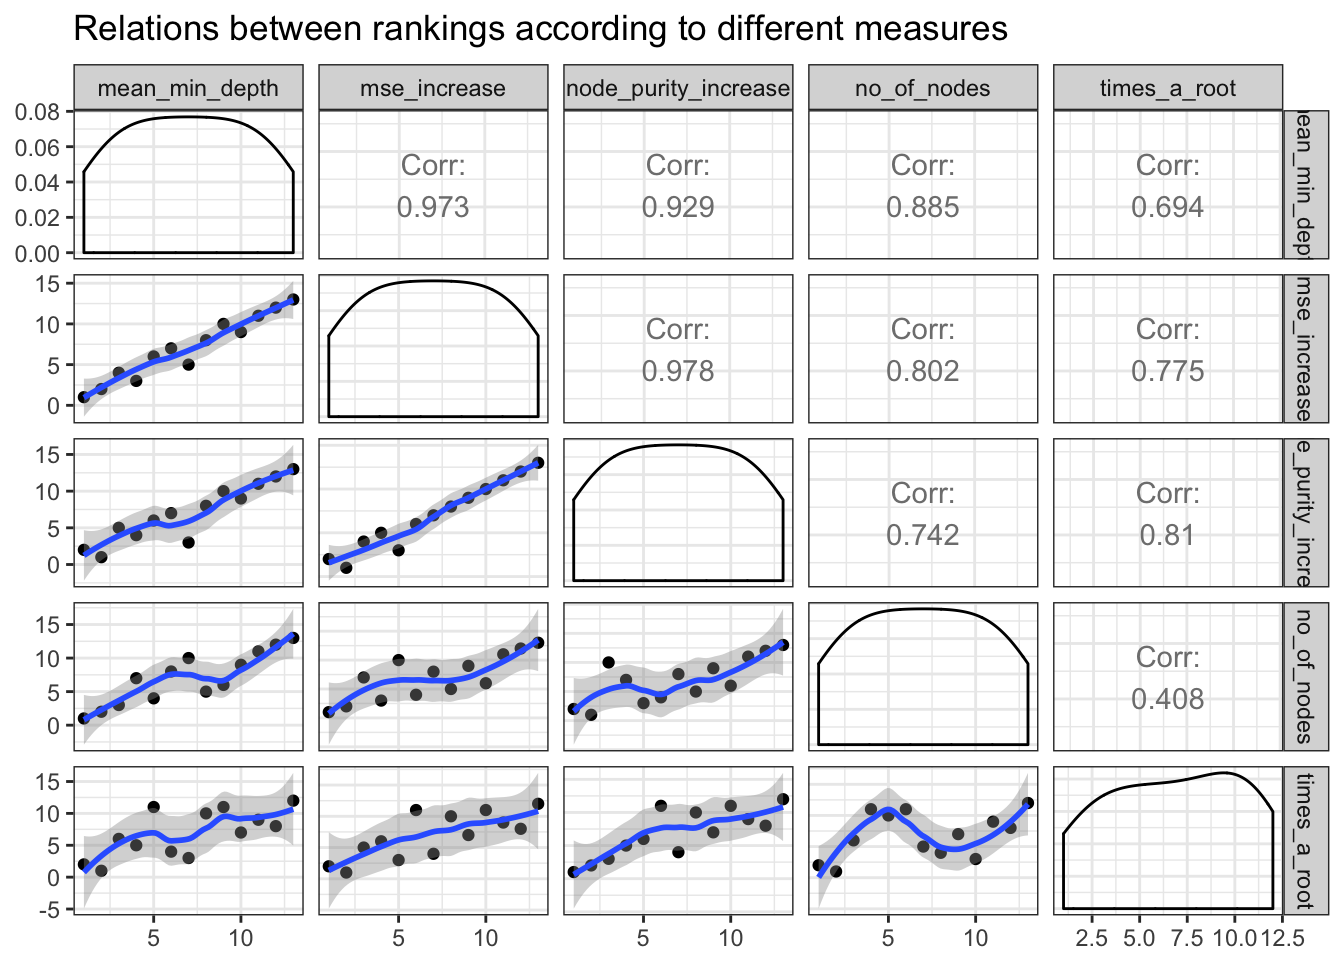 Relations between rankings according to different measures
mean_min_depth mse_increase node_purity_increase no_of_nodes times_a_root
0.08
0.06
0.04
0.02
0.00
Corr:
0.973
Corr:
0.929
Corr:
0.885
Corr:
0.694
ean_min_dept
15
10
5
0
Corr:
0.978
Corr:
0.802
Corr:
0.775
mse_increase
15
10
5
0
Corr:
0.742
Corr:
0.81
e_purity_incre
15
10
5
0
Corr:
0.408
no_of_nodes
15
10
5
0
-5
times_a_root
5 10 5 10 5 10 5 10 2.5 5.0 7.5 10.0 12.5